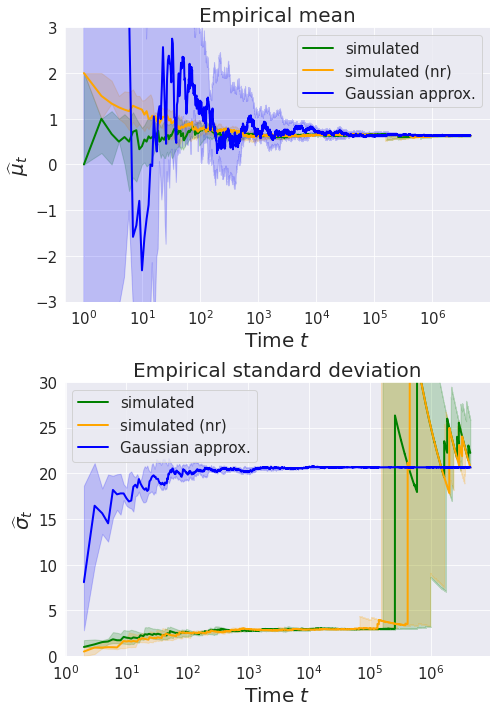 Empirical mean
3
2
1
0
−1
−2
−3
μ̂t
simulated
simulated (nr)
Gaussian approx.
10⁰ 10¹ 10² 10³ 10⁴ 10⁵ 10⁶
Time t
Empirical standard deviation
30
25
20
15
10
5
0
σ̂t
simulated
simulated (nr)
Gaussian approx.
10⁰ 10¹ 10² 10³ 10⁴ 10⁵ 10⁶
Time t